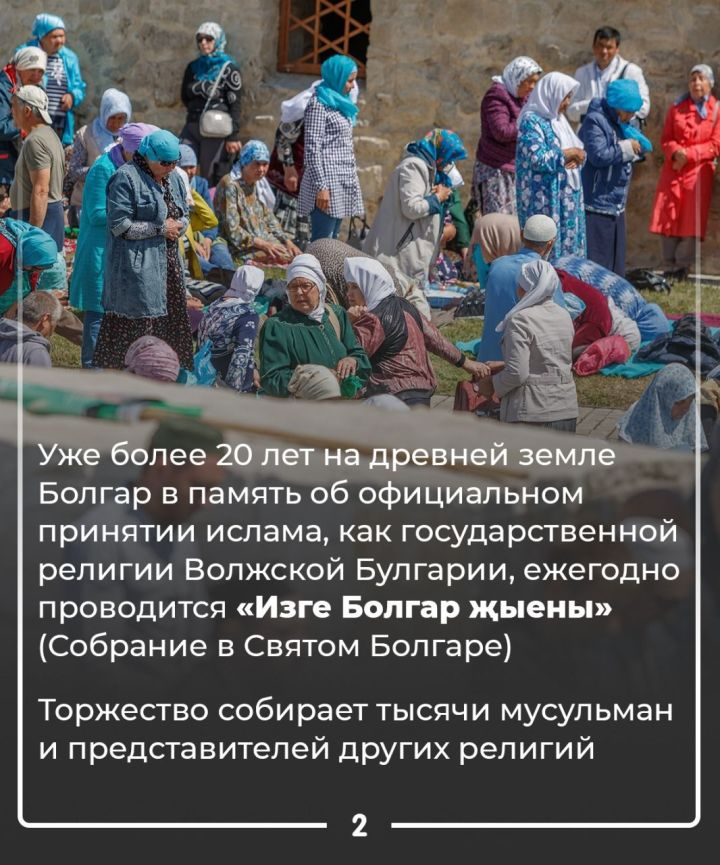 Уже более 20 лет на древней земле
Болгар в память об официальном
принятии ислама, как государственной
религии Волжской Булгарии, ежегодно
проводится «Изге Болгар җыены»
(Собрание в Святом Болгаре)
Торжество собирает тысячи мусульман
и представителей других религий
2